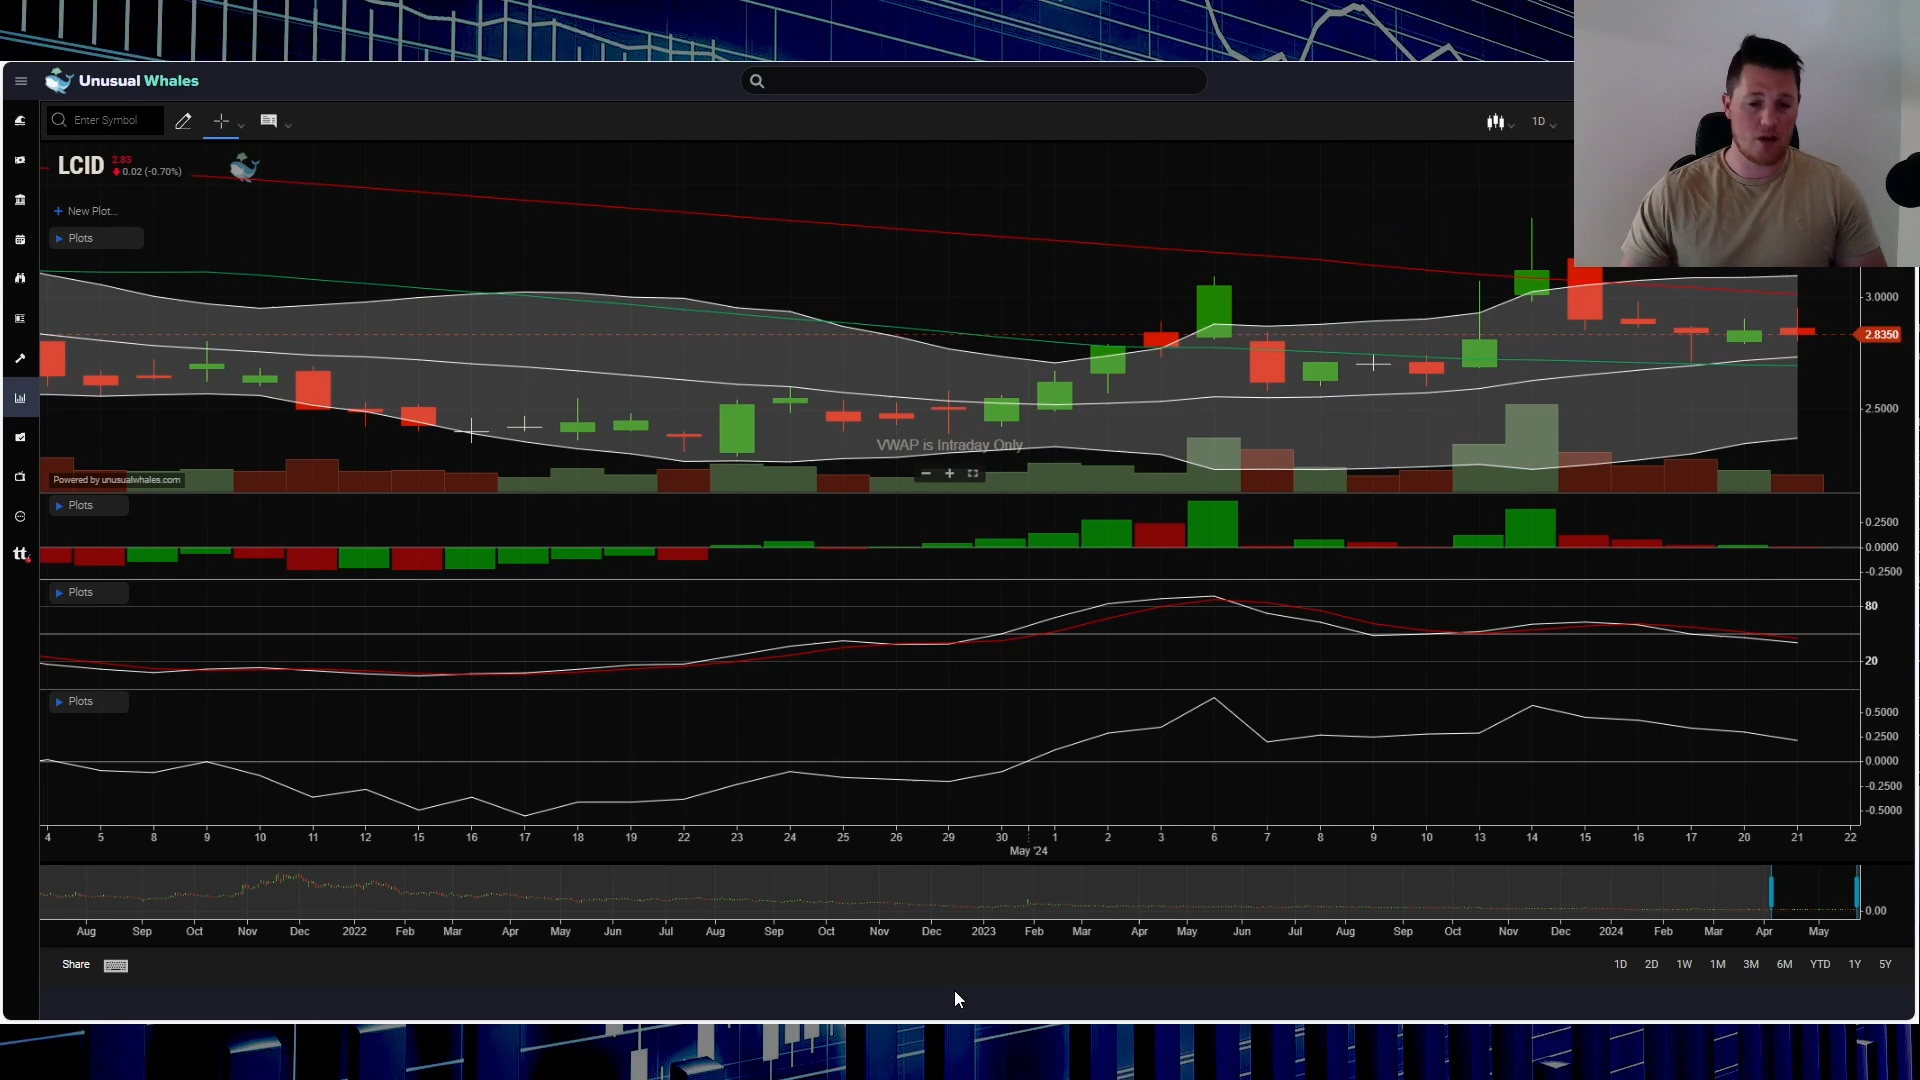 Unusual Whales
Enter Symbol
1D
LCID 2.83
0.02 (-0.70%)
+ New Plot...
Plots
3.0000
2.8350
2.5000
VWAP is Intraday Only
Powered by unusualwhales.com
Plots
0.2500
0.0000
-0.2500
Plots
80
20
Plots
0.5000
0.2500
0.0000
-0.2500
-0.5000
4 5 8 9 10 11 12 15 16 17 18 19 22 23 24 25 26 29 30 1 2 3 6 7 8 9 10 13 14 15 16 17 20 21 22
May '24
0.00
Aug Sep Oct Nov Dec 2022 Feb Mar Apr May Jun Jul Aug Sep Oct Nov Dec 2023 Feb Mar Apr May Jun Jul Aug Sep Oct Nov Dec 2024 Feb Mar Apr May
Share
1D 2D 1W 1M 3M 6M YTD 1Y 5Y
tt